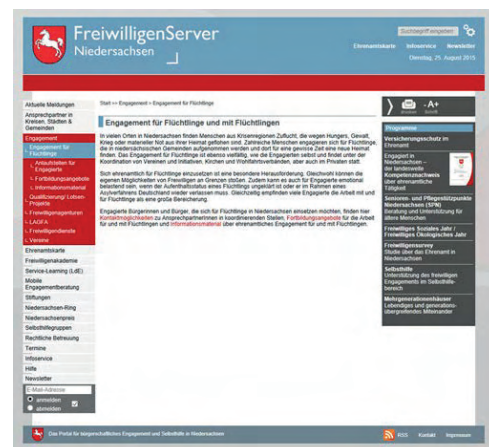 FreiwilligenServer
Niedersachsen
Suchbegriff eingeben
Ehrenamtskarte Infoservice Newsletter
Dienstag, 25. August 2015
Start >> Engagement > Engagement für Flüchtlinge
Aktuelle Meldungen
Ansprechpartner in
Kreisen, Städten &
Gemeinden
Engagement
Engagement für
Flüchtlinge
Anlaufstellen für
Engagierte
Fortbildungsangebote
Informationsmaterial
Qualifizierung/ Loben-
Projekte
Freiwilligenagenturen
LAGFA
Freiwilligendienste
Vereine
Ehrenamtskarte
Freiwilligenakademie
Service-Learning (LdE)
Mobile
Engagementberatung
Stiftungen
Niedersachsen-Ring
Niedersachsenpreis
Selbsthilfegruppen
Rechtliche Betreuung
Termine
Infoservice
Hilfe
Newsletter
E-Mail-Adresse
anmelden
abmelden
Engagement für Flüchtlinge und mit Flüchtlingen
In vielen Orten in Niedersachsen finden Menschen aus Krisenregionen Zuflucht, die wegen Hunger, Gewalt,
Krieg oder materieller Not aus ihrer Heimat geflohen sind. Zahlreiche Menschen engagieren sich für Flüchtlinge,
die in niedersächsischen Gemeinden aufgenommen werden und dort für eine gewisse Zeit eine neue Heimat
finden. Das Engagement für Flüchtlinge ist ebenso vielfältig, wie die Engagierten selbst und findet unter der
Koordination von Vereinen und Initiativen, Kirchen und Wohlfahrtsverbänden, aber auch im Privaten statt.
Sich ehrenamtlich für Flüchtlinge einzusetzen ist eine besondere Herausforderung. Gleichwohl können die
eigenen Möglichkeiten von Freiwilligen an Grenzen stoßen. Zudem kann es auch für Engagierte emotional
belastend sein, wenn der Aufenthaltsstatus eines Flüchtlings ungeklärt ist oder er im Rahmen eines
Asylverfahrens Deutschland wieder verlassen muss. Gleichzeitig empfinden viele Engagierte die Arbeit mit und
für Flüchtlinge als eine große Bereicherung.
Engagierte Bürgerinnen und Bürger, die sich für Flüchtlinge in Niedersachsen einsetzen möchten, finden hier
Kontaktmöglichkeiten zu AnsprechpartnerInnen in koordinierenden Stellen, Fortbildungsangebote für die Arbeit
für und mit Flüchtlingen und Informationsmaterial über ehrenamtliches Engagement für und mit Flüchtlingen.
- A+
Programme
Versicherungsschutz im
Ehrenamt
Engagiert in
Niedersachsen –
der landesweite
Kompetenznachweis
über ehrenamtliche
Tätigkeit
Senioren- und Pflegestützpunkte
Niedersachsen (SPN)
Beratung und Unterstützung für
ältere Menschen
Freiwilliges Soziales Jahr /
Freiwilliges Ökologisches Jahr
Freiwilligensurvey
Studie über das Ehrenamt in
Niedersachsen
Selbsthilfe
Unterstützung des freiwilligen
Engagements im Selbsthilfe-
bereich
Mehrgenerationenhäuser
Lebendiges und generations-
übergreifendes Miteinander
Das Portal für bürgerschaftliches Engagement und Selbsthilfe in Niedersachsen
RSS Kontakt Impressum